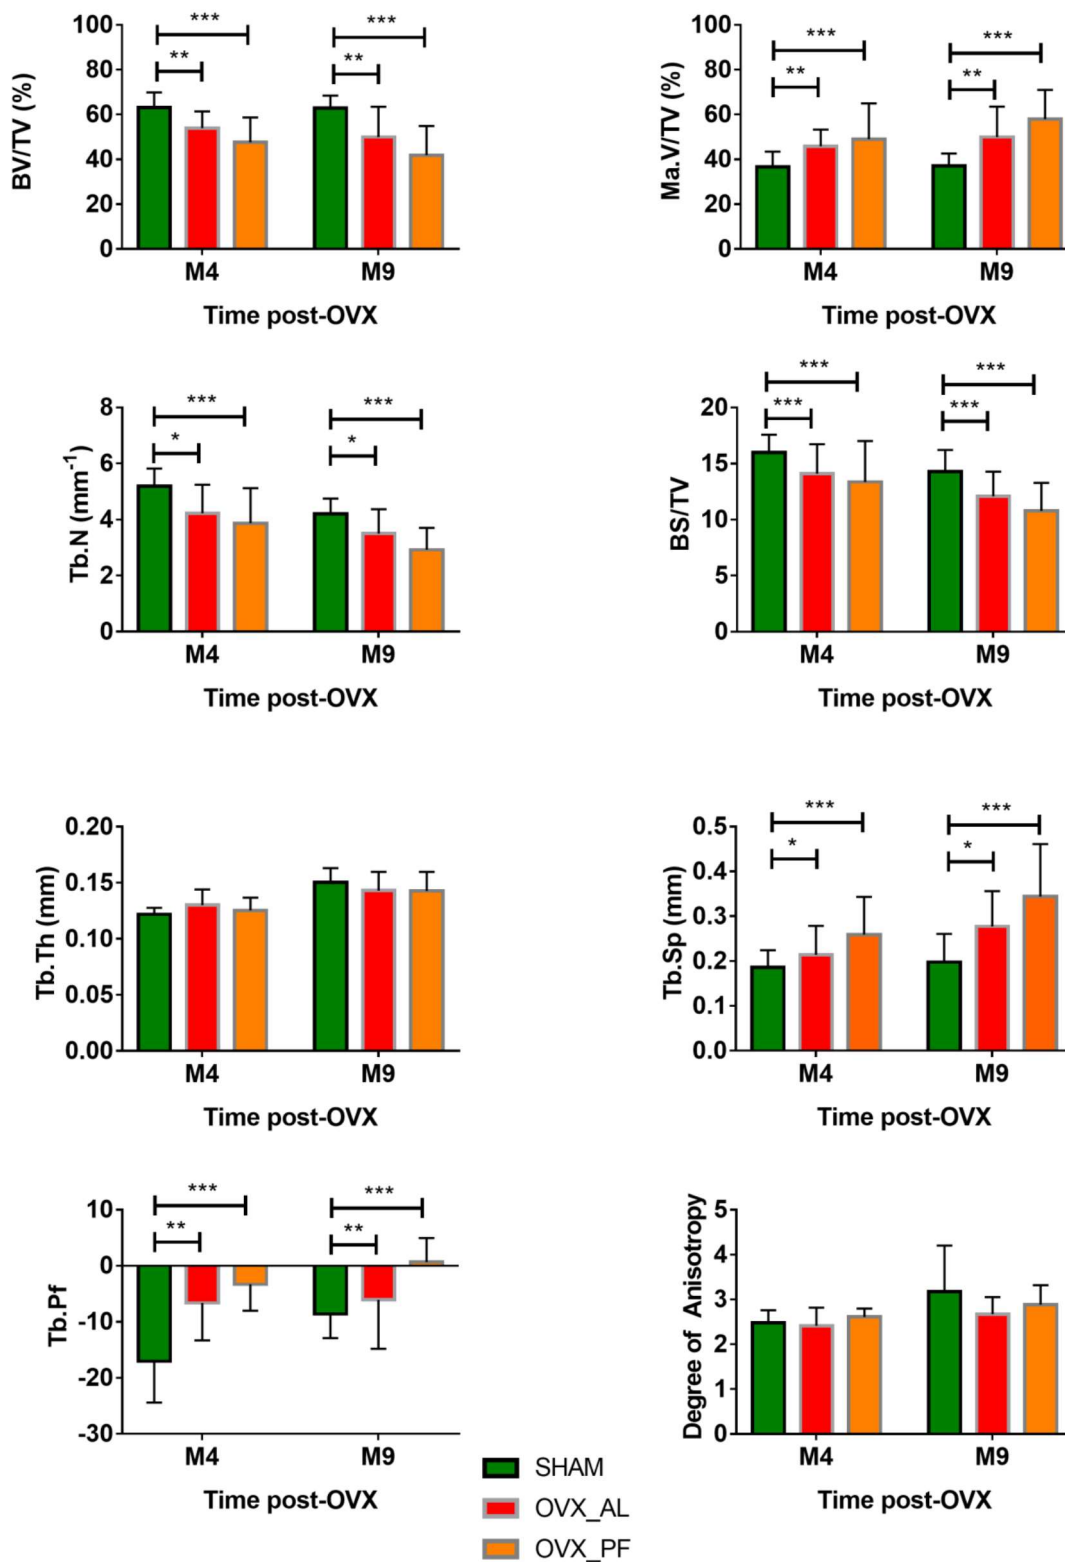 BV/TV (%)
100
80
60
40
20
0
***
**
***
**
M4 M9
Time post-OVX
Ma.V/TV (%)
100
80
60
40
20
0
***
**
***
**
M4 M9
Time post-OVX
Tb.N (mm⁻¹)
8
6
4
2
0
***
*
***
*
M4 M9
Time post-OVX
BS/TV
20
15
10
5
0
***
***
***
***
M4 M9
Time post-OVX
Tb.Th (mm)
0.20
0.15
0.10
0.05
0.00
M4 M9
Time post-OVX
Tb.Sp (mm)
0.5
0.4
0.3
0.2
0.1
0.0
***
*
***
*
M4 M9
Time post-OVX
Tb.Pf
10
0
-10
-20
-30
***
**
***
**
M4 M9
Time post-OVX
Degree of Anisotropy
5
4
3
2
1
0
M4 M9
Time post-OVX
SHAM
OVX_AL
OVX_PF